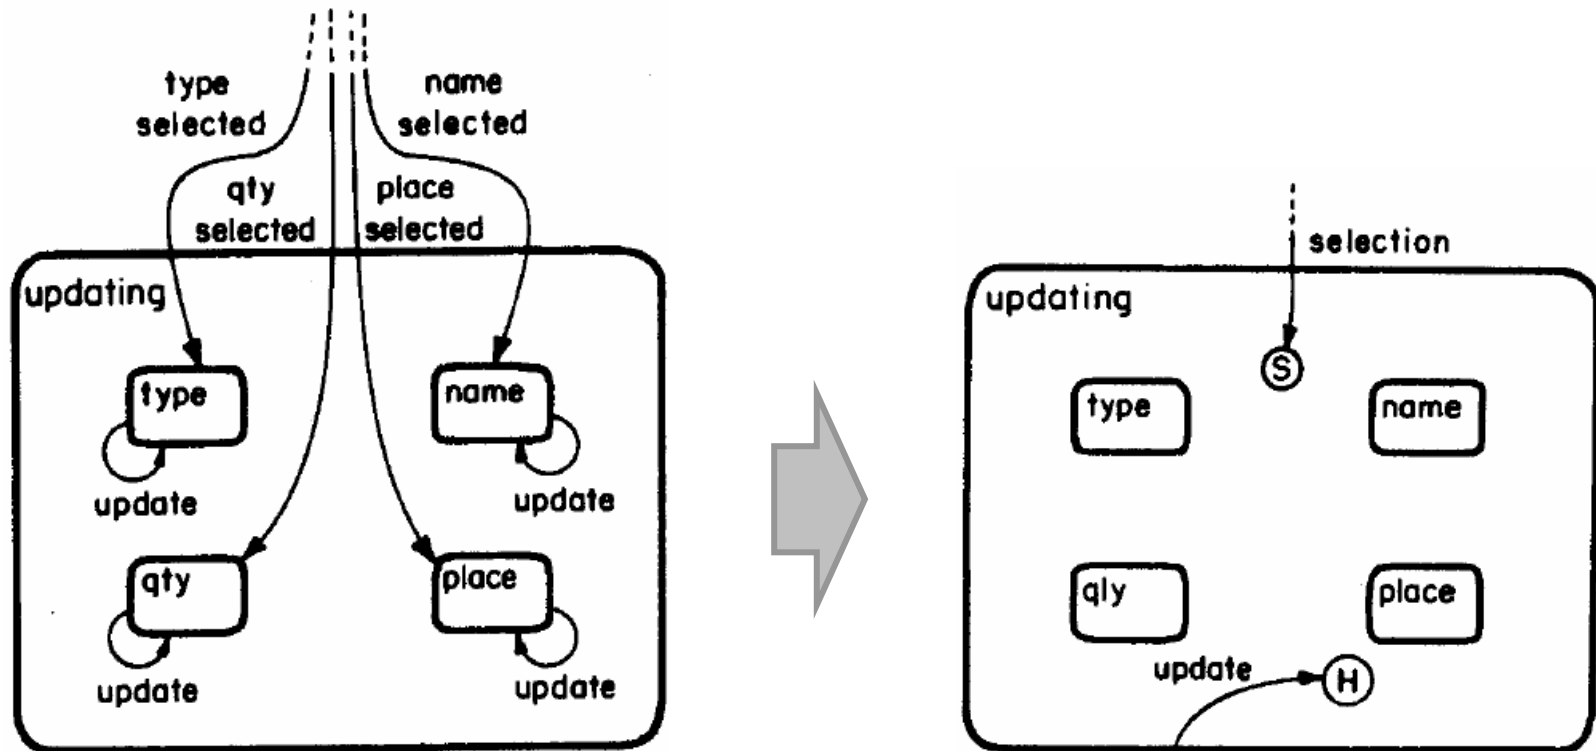 type
selected
name
selected
qty
selected
place
selected
updating
type
update
name
update
qty
update
place
update
selection
updating
S
type
name
qly
place
update
H